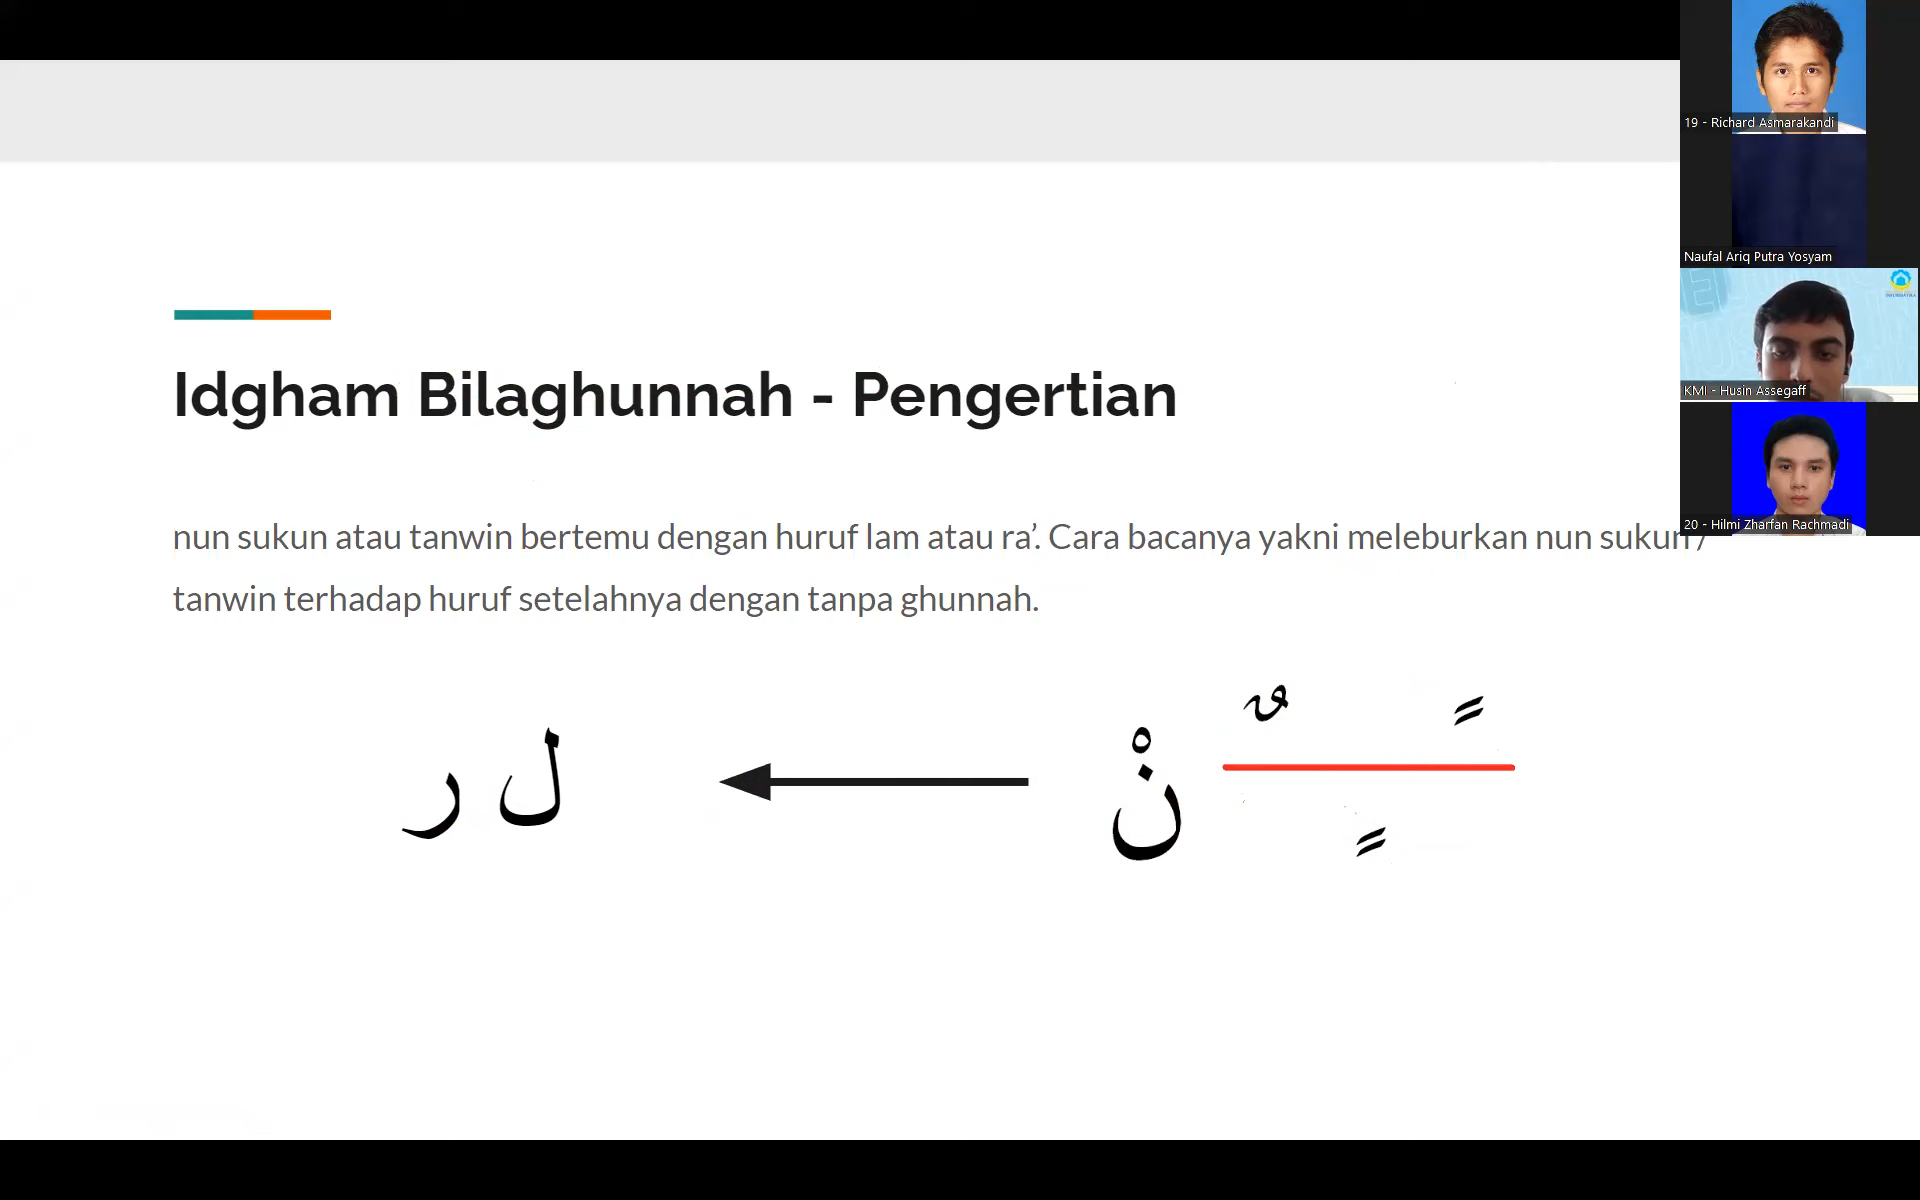 Idgham Bilaghunnah - Pengertian
nun sukun atau tanwin bertemu dengan huruf lam atau ra’. Cara bacanya yakni meleburkan nun sukun /
tanwin terhadap huruf setelahnya dengan tanpa ghunnah.
نْ ل ر
19 - Richard Asmarakandi
Naufal Ariq Putra Yosyam
KMI - Husin Assegaff
20 - Hilmi Zharfan Rachmadi